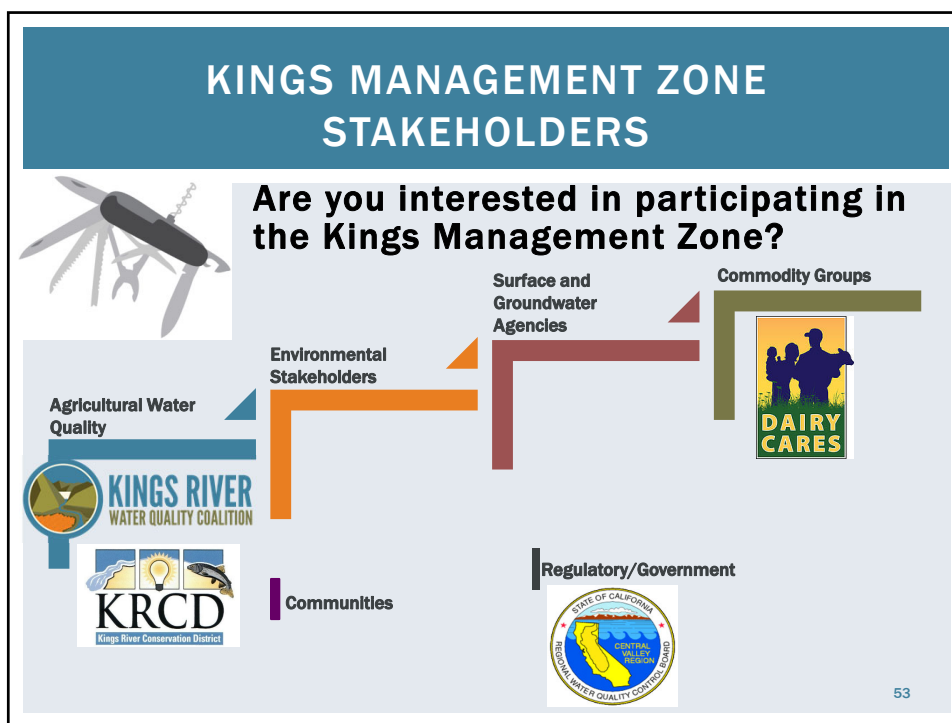 KINGS MANAGEMENT ZONE
STAKEHOLDERS
Are you interested in participating in
the Kings Management Zone?
Agricultural Water
Quality
KINGS RIVER
WATER QUALITY COALITION
KRCD
Kings River Conservation District
Environmental
Stakeholders
Communities
Surface and
Groundwater
Agencies
Regulatory/Government
STATE OF CALIFORNIA
CENTRAL
VALLEY
REGION
REGIONAL WATER QUALITY CONTROL BOARD
Commodity Groups
DAIRY
CARES
53